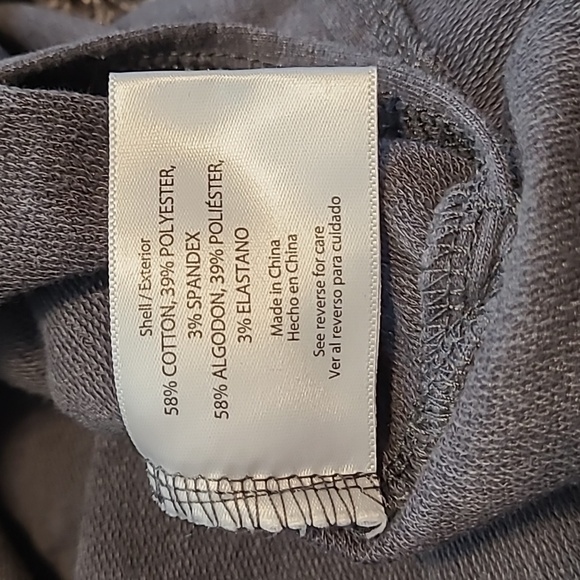 Shell / Exterior
58% COTTON, 39% POLYESTER,
3% SPANDEX
58% ALGODON, 39% POLIÉSTER,
3% ELASTANO
Made in China
Hecho en China
See reverse for care
Ver al reverso para cuidado